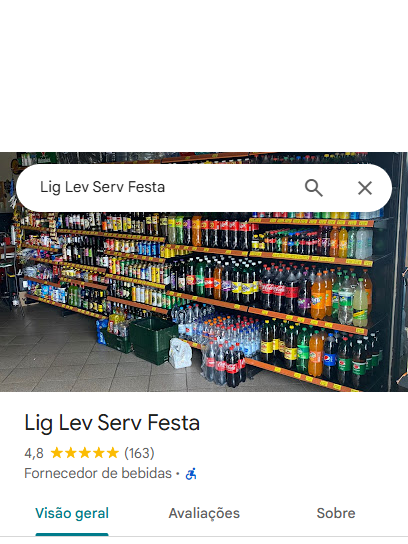 Lig Lev Serv Festa
Lig Lev Serv Festa
4,8 (163)
Fornecedor de bebidas ·
Visão geral Avaliações Sobre